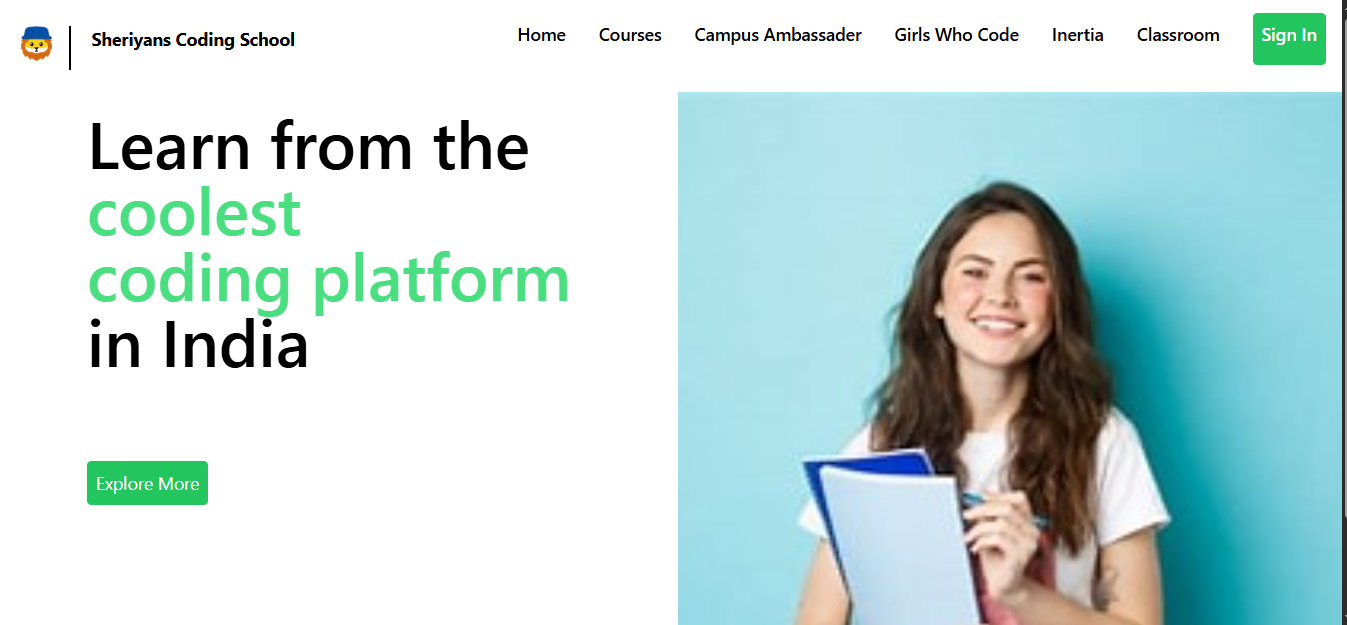 Sheriyans Coding School
Home Courses Campus Ambassader Girls Who Code Inertia Classroom Sign In
Learn from the
coolest
coding platform
in India
Explore More